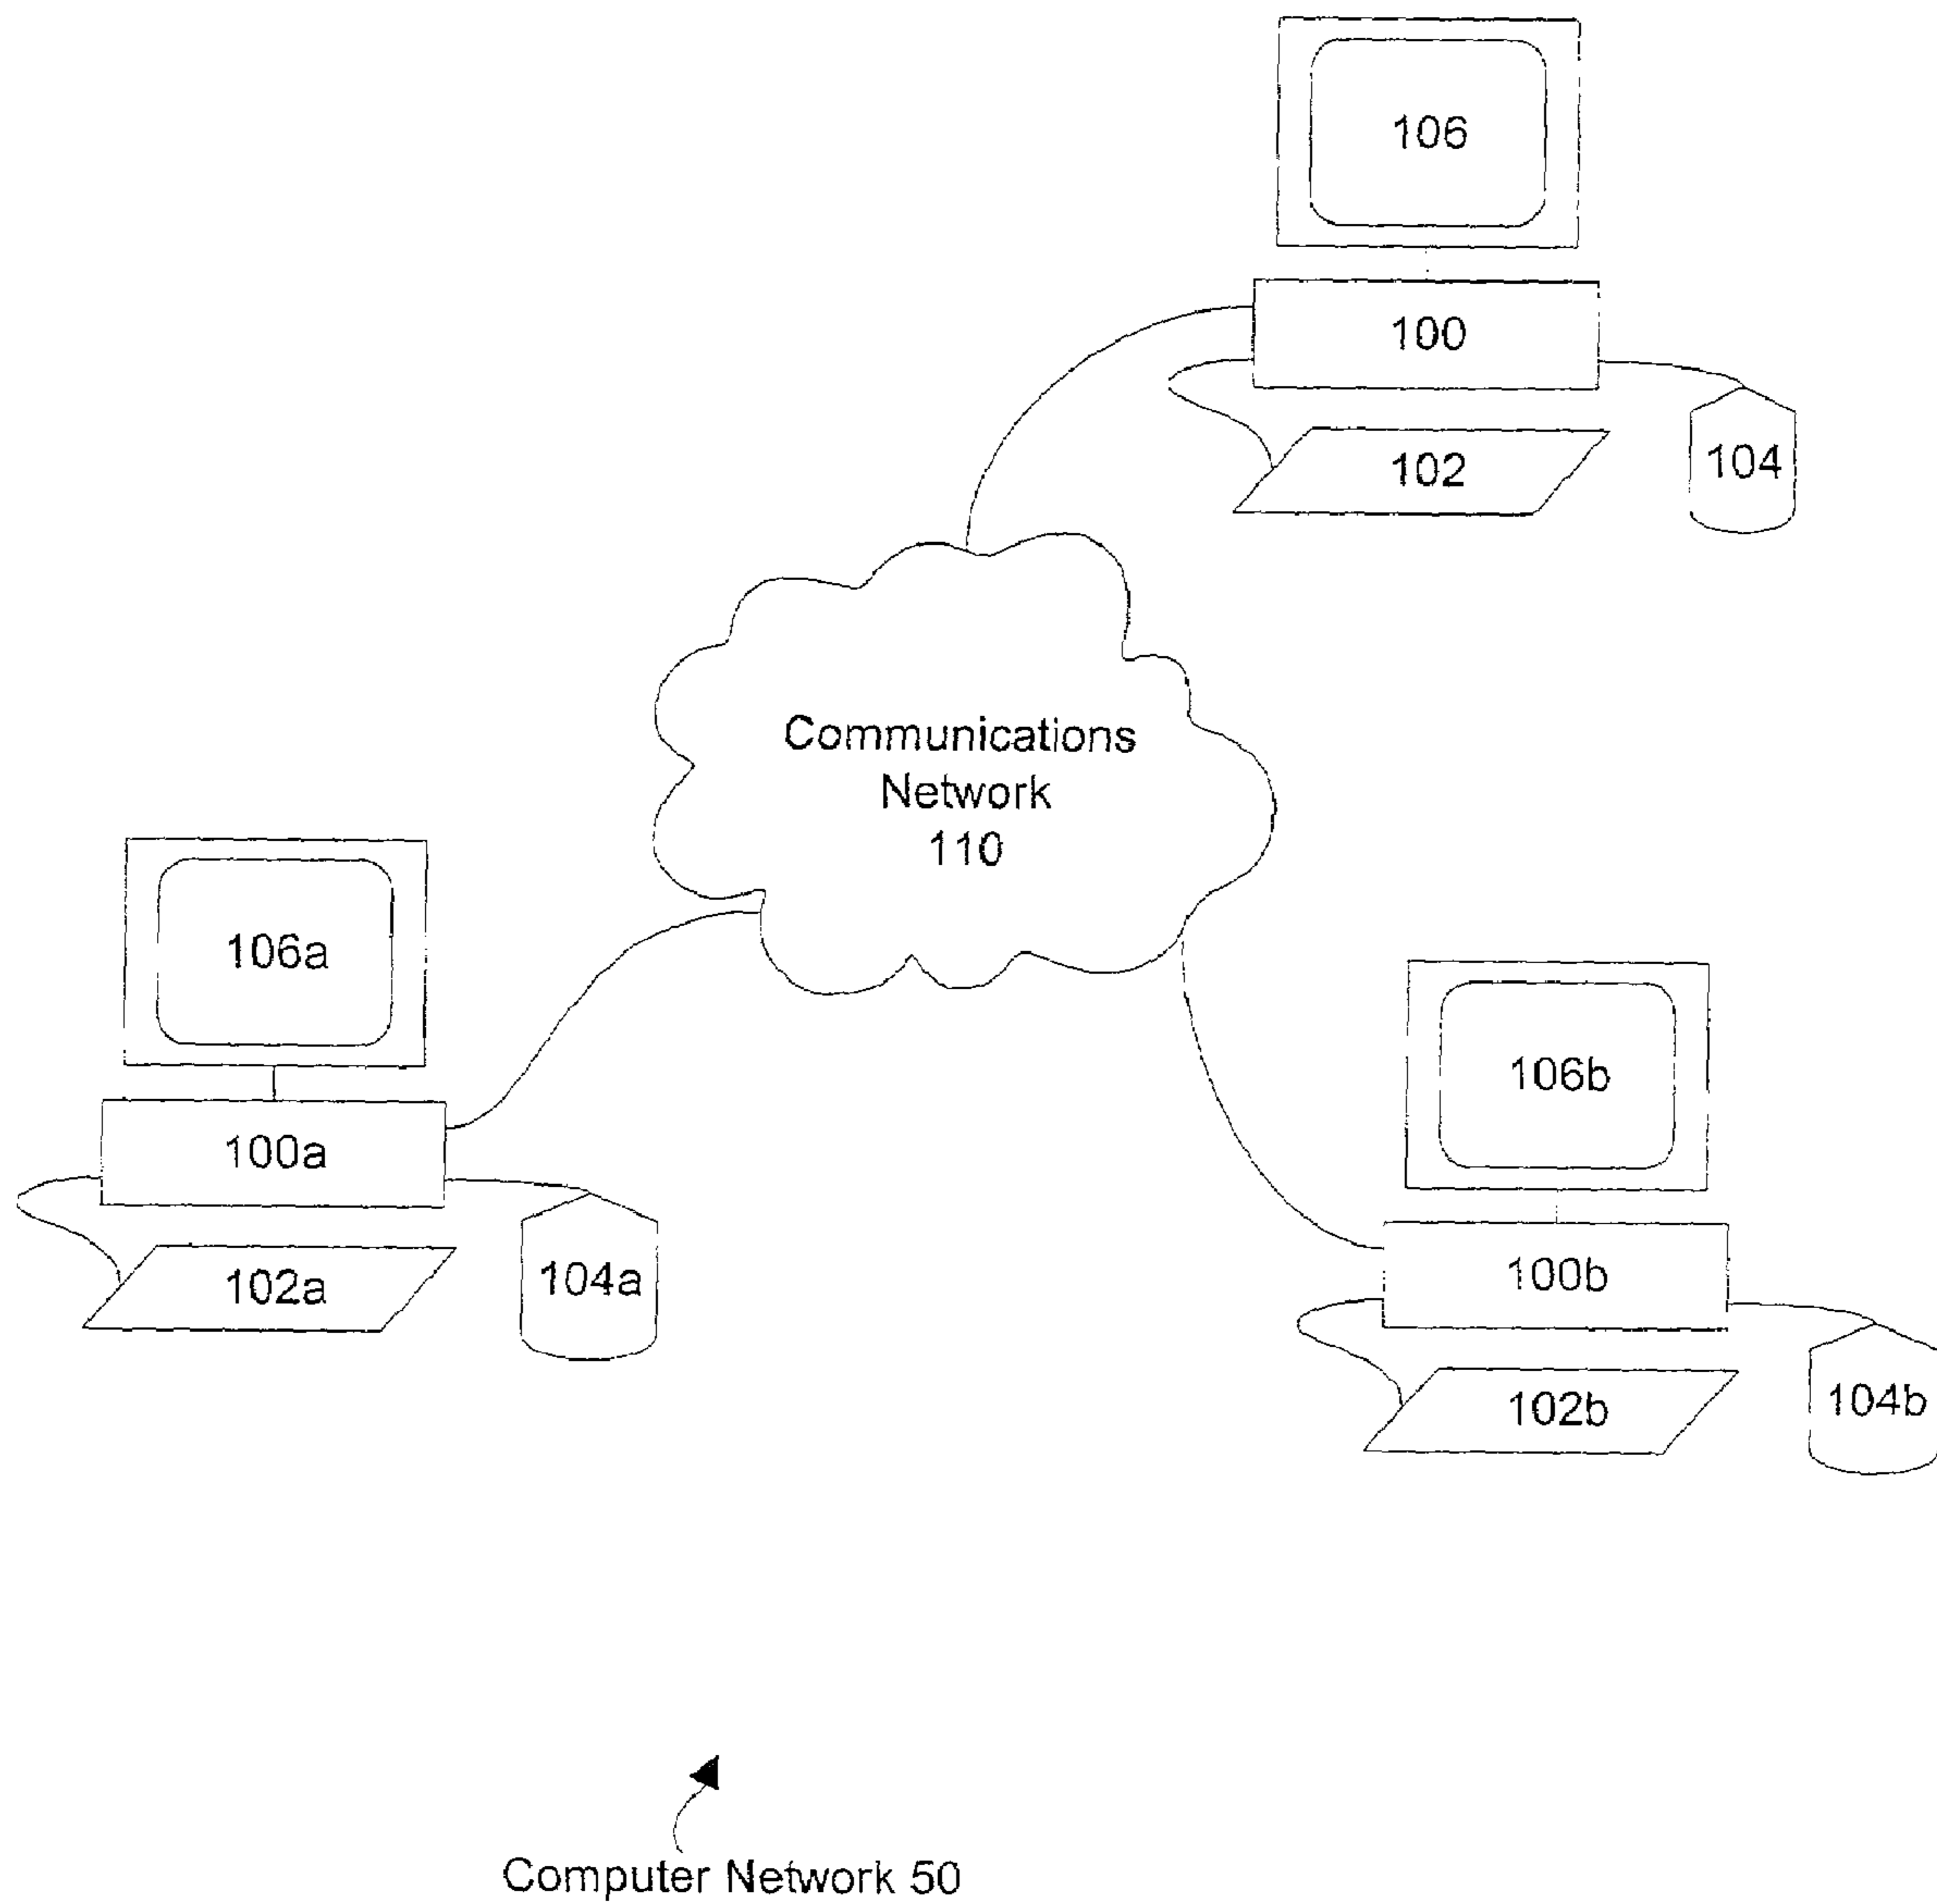 106
100
102
104
Communications
Network
110
106a
100a
102a
104a
106b
100b
102b
104b
Computer Network 50